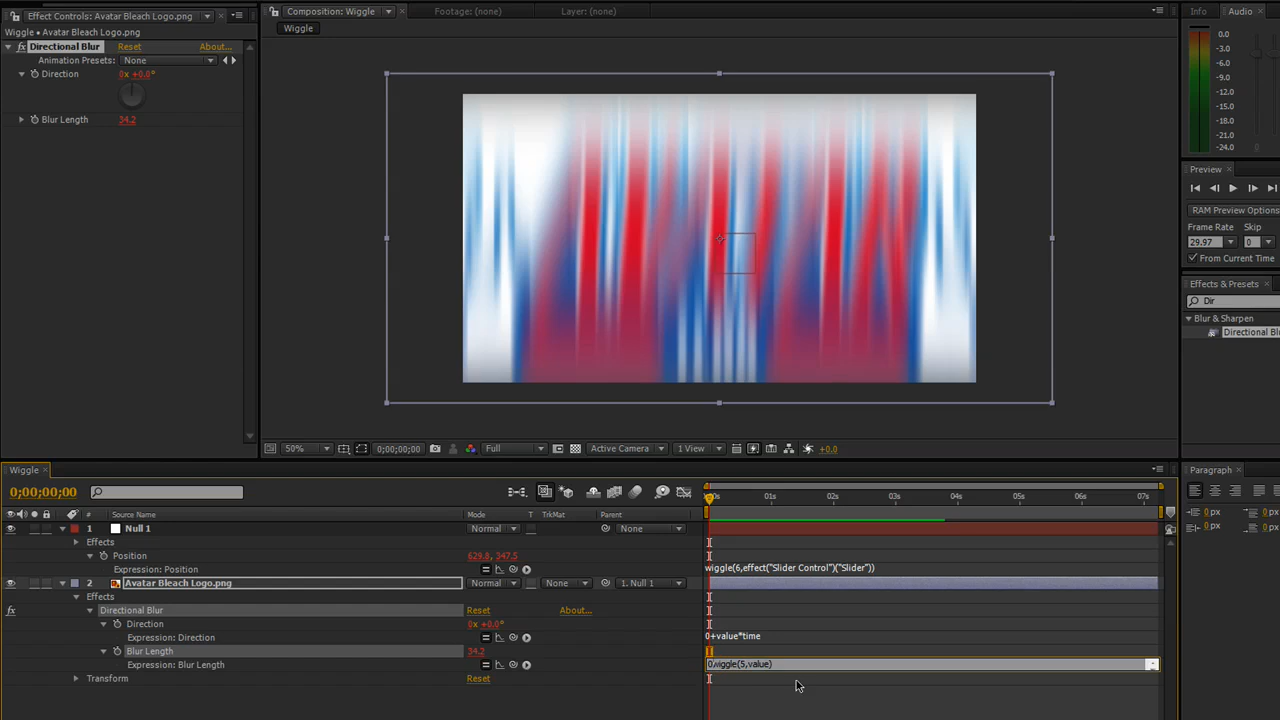 Effect Controls: Avatar Bleach Logo.png
Wiggle • Avatar Bleach Logo.png
fx Directional Blur Reset About...
Animation Presets: None
Direction 0x +0.0°
Blur Length 34.2
Composition: Wiggle Footage: (none) Layer: (none)
Wiggle
50% 0;00;00;00 Full Active Camera 1 View +0.0
Info Audio
0.0
-3.0
-6.0
-9.0
-12.0
-15.0
-18.0
-21.0
-24.0
Preview
RAM Preview Options
Frame Rate Skip
29.97 0
From Current Time
Effects & Presets
Dir
Blur & Sharpen
Directional Bl
Wiggle
0;00;00;00
# Source Name Mode T TrkMat Parent
01s 02s 03s 04s 05s 06s 07s
1 Null 1 Normal None
Effects
Position 629.8, 347.5
Expression: Position wiggle(6,effect("Slider Control")("Slider"))
2 Avatar Bleach Logo.png Normal None 1. Null 1
Effects
fx Directional Blur Reset About...
Direction 0x +0.0°
Expression: Direction 0+value*time
Blur Length 34.2
Expression: Blur Length wiggle(5,value)
Transform Reset
Paragraph
0 px 0
0 px 0